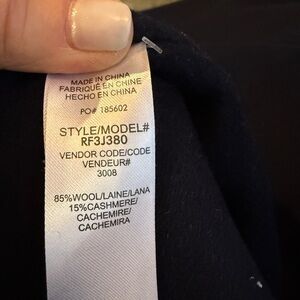 MADE IN CHINA
FABRIQUÉ EN CHINE
HECHO EN CHINA
PO# 185602
STYLE/MODEL#
RF3J380
VENDOR CODE/CODE
VENDEUR#
3008
85%WOOL/LAINE/LANA
15%CASHMERE/
CACHEMIRE/
CACHEMIRA